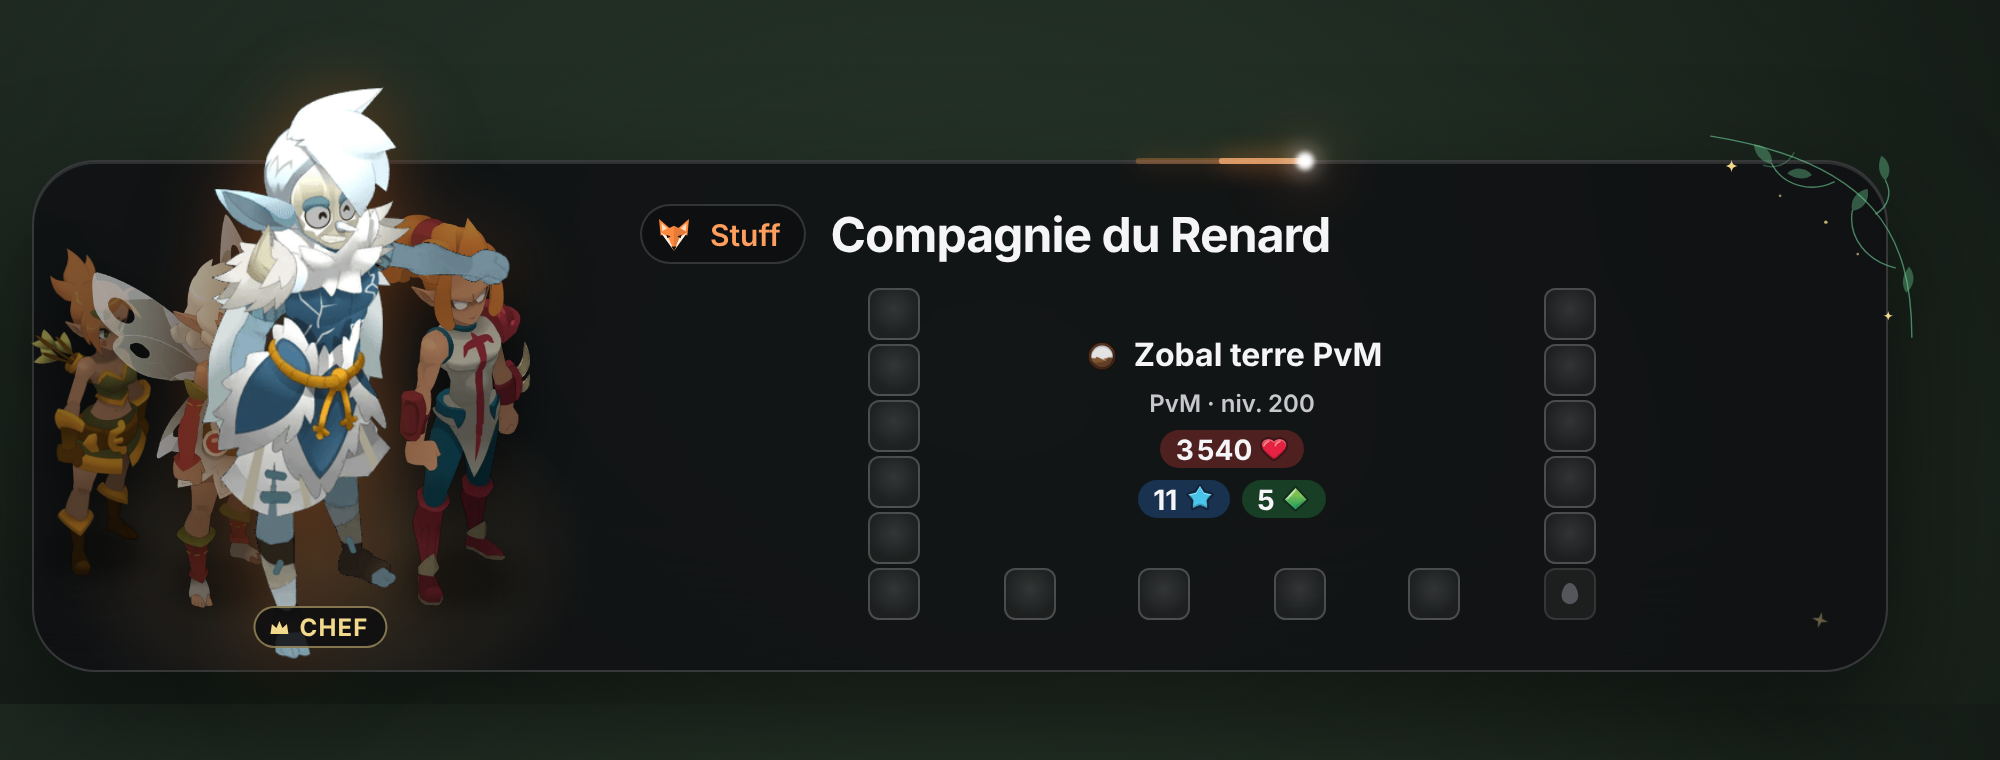 Stuff
Compagnie du Renard
Zobal terre PvM
PvM · niv. 200
3540
11
5
CHEF